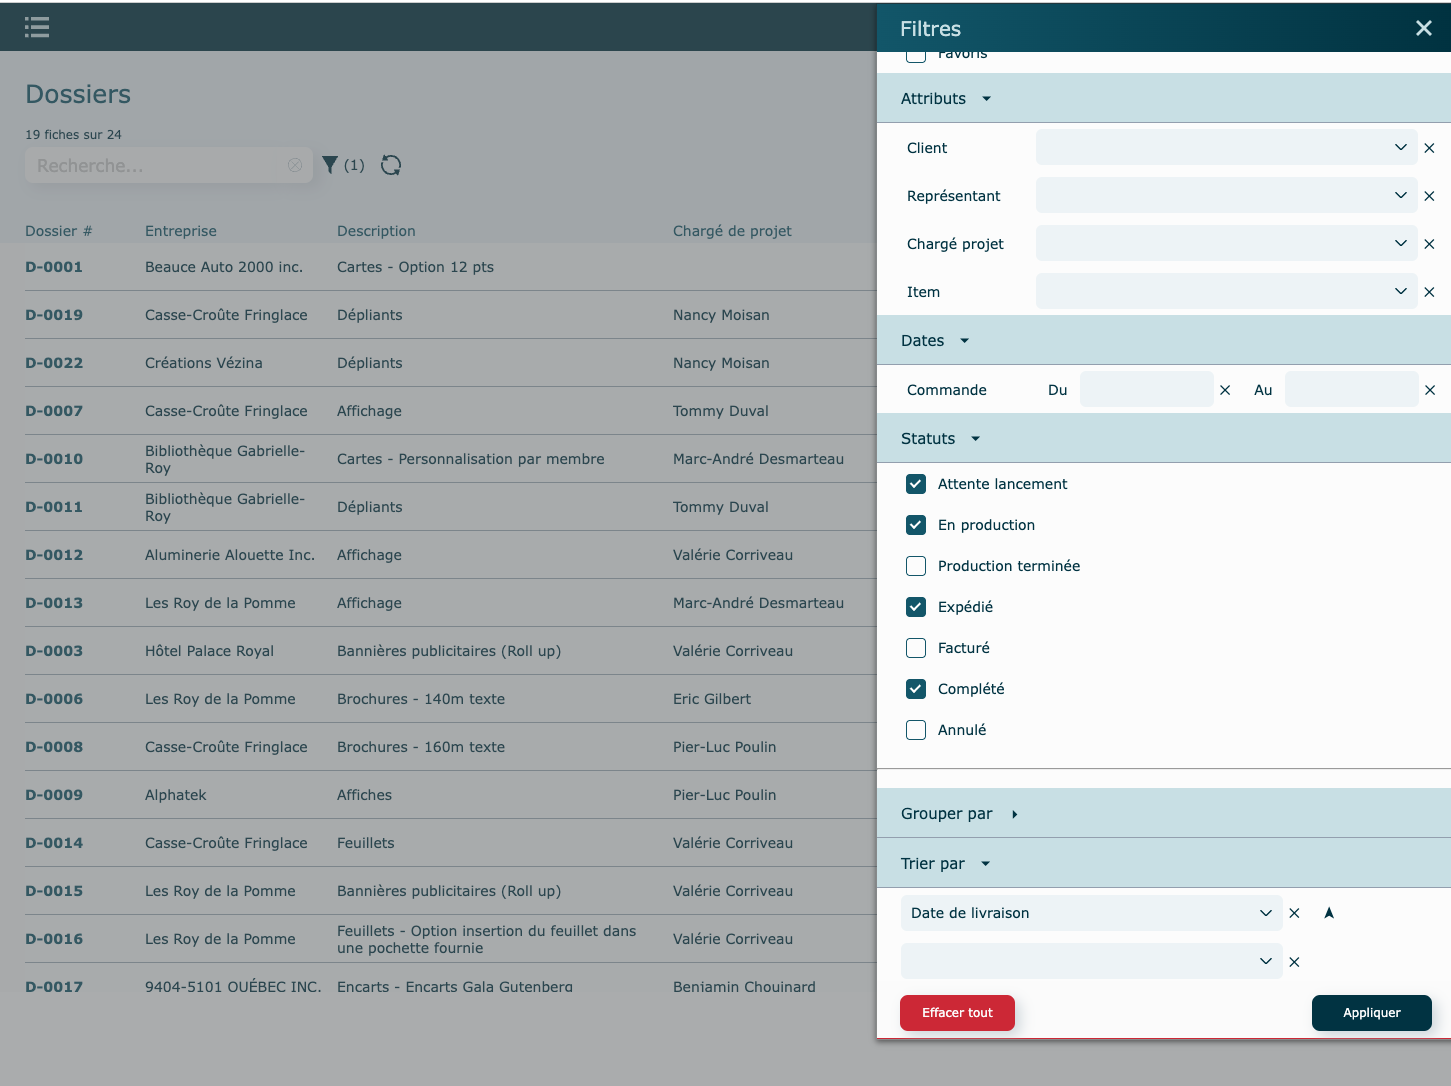 Filtres
Favoris
Dossiers
19 fiches sur 24
Recherche...
(1)
Dossier # Entreprise Description Chargé de projet
D-0001 Beauce Auto 2000 inc. Cartes - Option 12 pts
D-0019 Casse-Croûte Fringlace Dépliants Nancy Moisan
D-0022 Créations Vézina Dépliants Nancy Moisan
D-0007 Casse-Croûte Fringlace Affichage Tommy Duval
D-0010 Bibliothèque Gabrielle-
Roy Cartes - Personnalisation par membre Marc-André Desmarteau
D-0011 Bibliothèque Gabrielle-
Roy Dépliants Tommy Duval
D-0012 Aluminerie Alouette Inc. Affichage Valérie Corriveau
D-0013 Les Roy de la Pomme Affichage Marc-André Desmarteau
D-0003 Hôtel Palace Royal Bannières publicitaires (Roll up) Valérie Corriveau
D-0006 Les Roy de la Pomme Brochures - 140m texte Eric Gilbert
D-0008 Casse-Croûte Fringlace Brochures - 160m texte Pier-Luc Poulin
D-0009 Alphatek Affiches Pier-Luc Poulin
D-0014 Casse-Croûte Fringlace Feuillets Valérie Corriveau
D-0015 Les Roy de la Pomme Bannières publicitaires (Roll up) Valérie Corriveau
D-0016 Les Roy de la Pomme Feuillets - Option insertion du feuillet dans
une pochette fournie Valérie Corriveau
D-0017 9404-5101 QUÉBEC INC. Encarts - Encarts Gala Gutenberg Benjamin Chouinard
Attributs
Client
Représentant
Chargé projet
Item
Dates
Commande Du Au
Statuts
Attente lancement
En production
Production terminée
Expédié
Facturé
Complété
Annulé
Grouper par
Trier par
Date de livraison
Effacer tout Appliquer